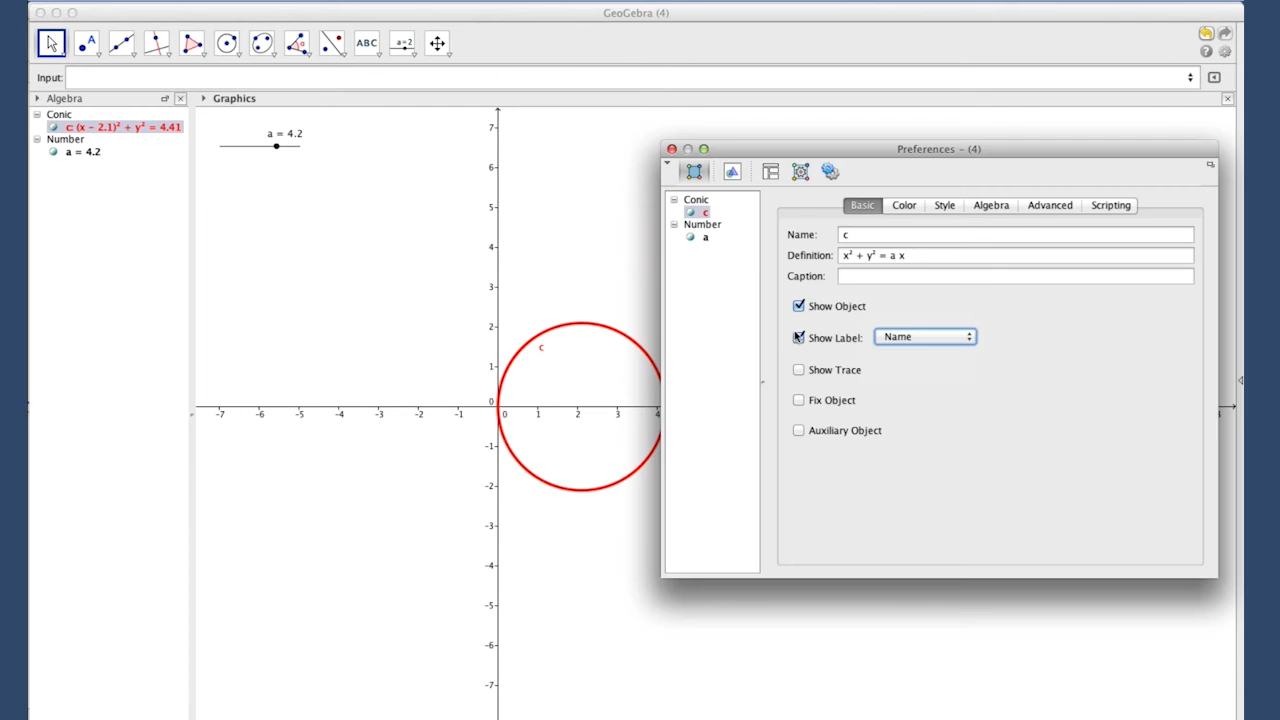 GeoGebra (4)
A
ABC
a=2
Input:
Algebra
Graphics
Conic
c: (x − 2.1)² + y² = 4.41
Number
a = 4.2
a = 4.2
7
6
5
4
3
2
1
0
-1
-2
-3
-4
-5
-6
-7
-7 -6 -5 -4 -3 -2 -1 0 1 2 3 4
Preferences – (4)
Conic
c
Number
a
Basic Color Style Algebra Advanced Scripting
Name: c
Definition: x² + y² = a x
Caption:
Show Object
Show Label: Name
Show Trace
Fix Object
Auxiliary Object
c